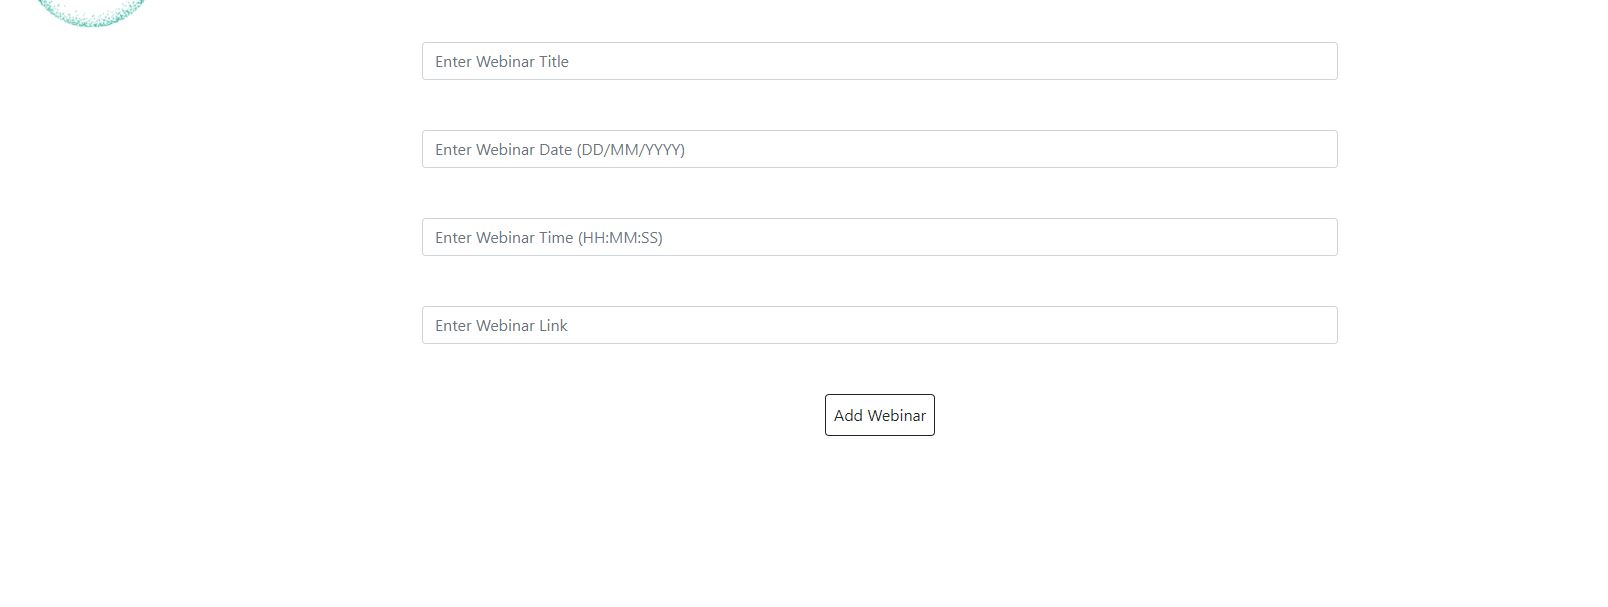 Enter Webinar Title
Enter Webinar Date (DD/MM/YYYY)
Enter Webinar Time (HH:MM:SS)
Enter Webinar Link
Add Webinar